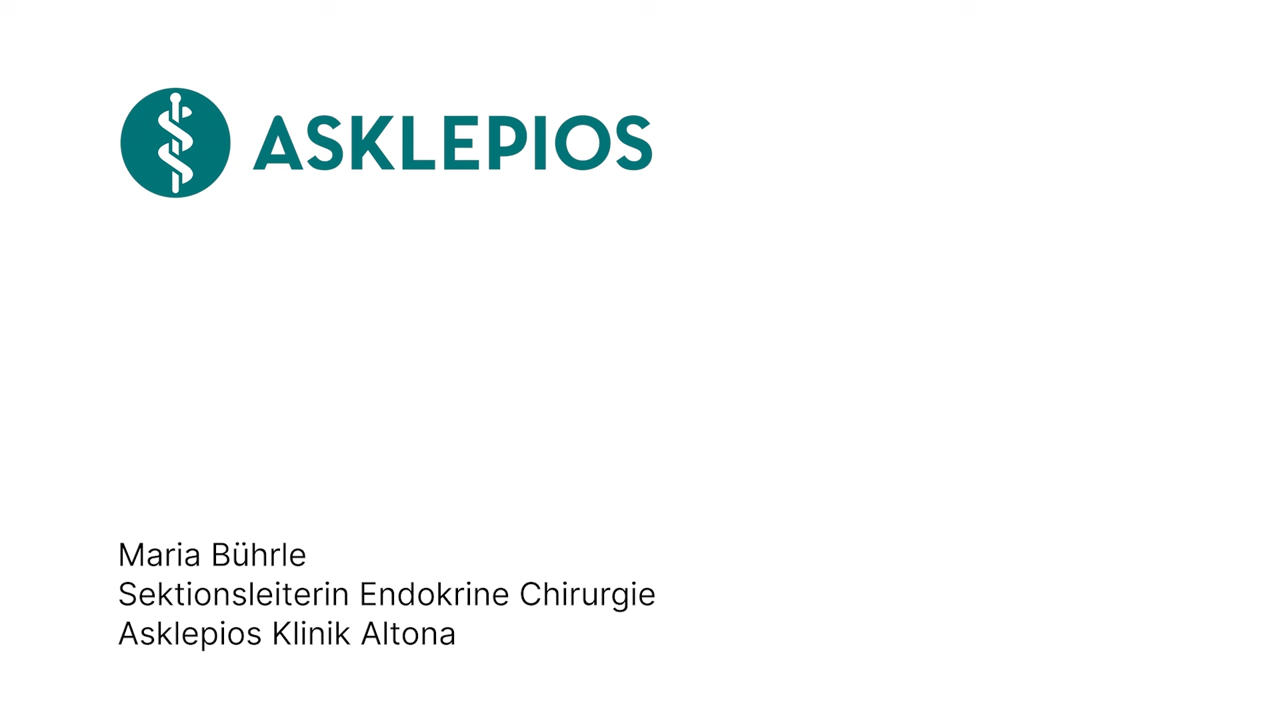 ASKLEPIOS
Maria Bührle
Sektionsleiterin Endokrine Chirurgie
Asklepios Klinik Altona